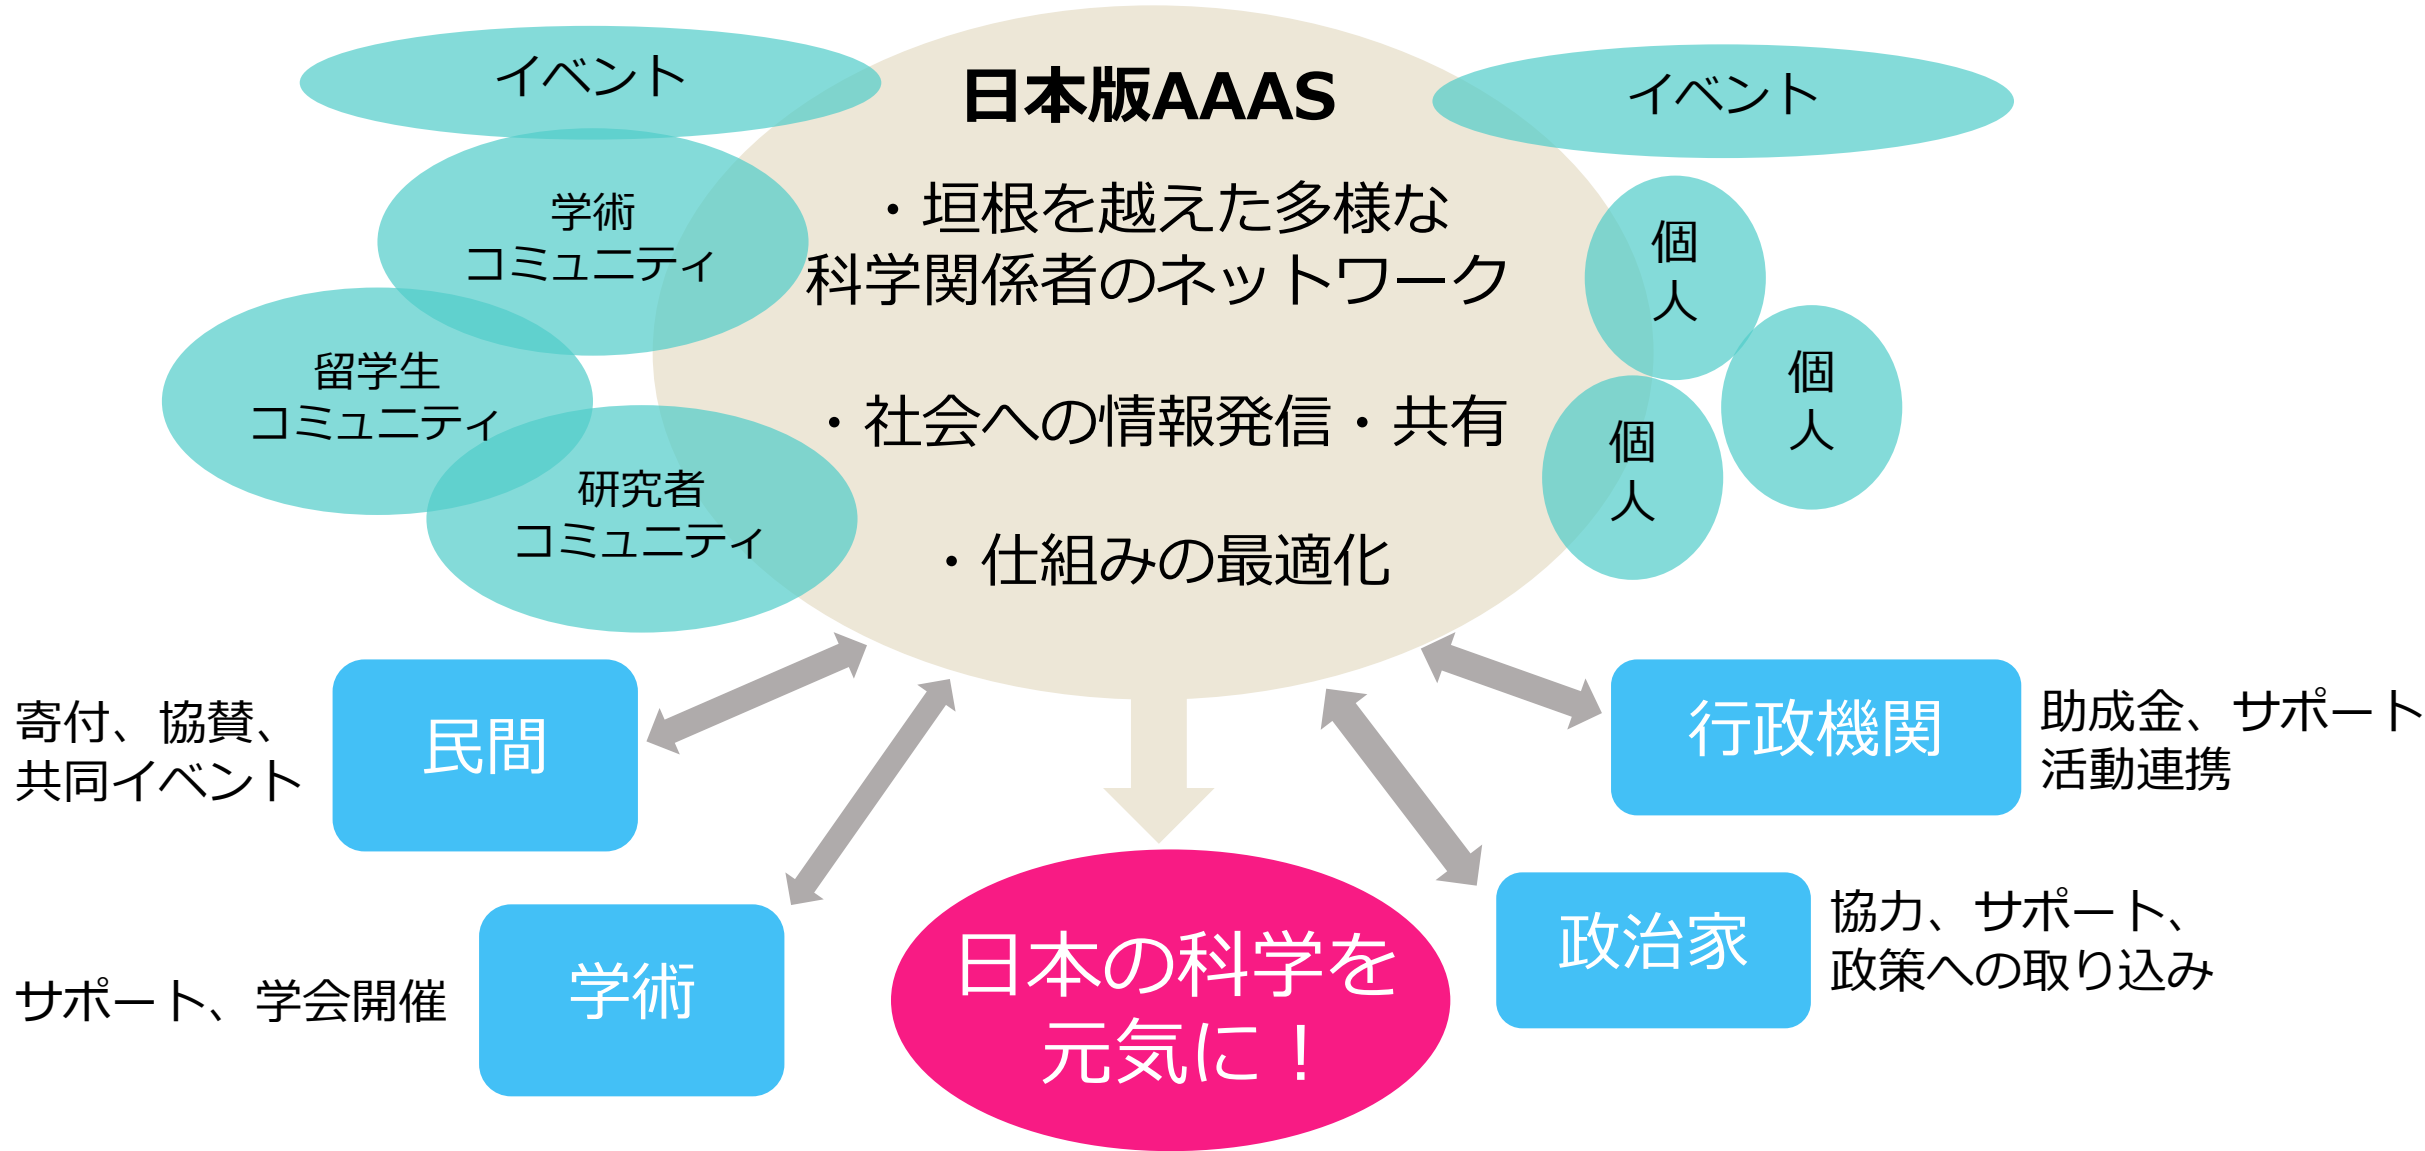 イベント
日本版AAAS
イベント
学術
コミュニティ
・垣根を越えた多様な
科学関係者のネットワーク
個
人
留学生
コミュニティ
・社会への情報発信・共有
個
人
個
人
研究者
コミュニティ
・仕組みの最適化
寄付、協賛、
共同イベント
民間
行政機関
助成金、サポート
活動連携
サポート、学会開催
学術
日本の科学を
元気に！
政治家
協力、サポート、
政策への取り込み